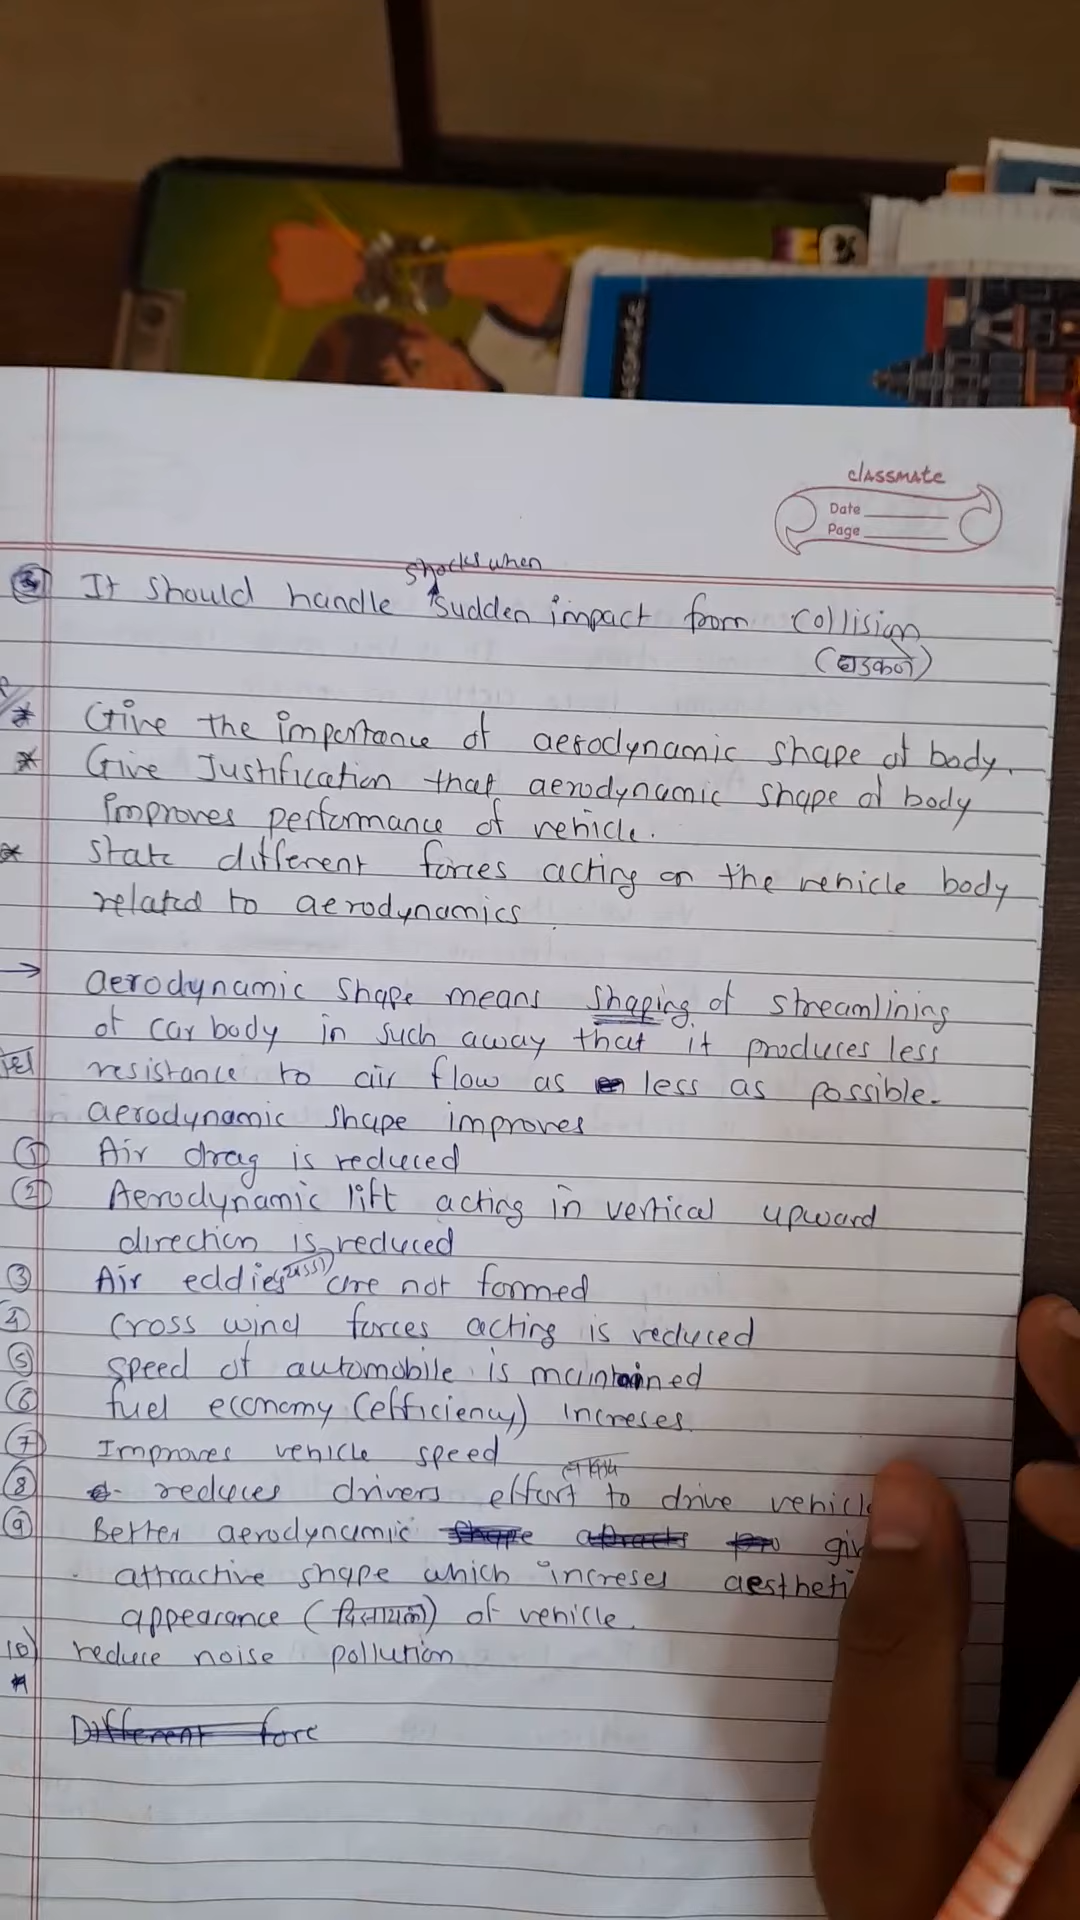 classmate
Date
Page
shocks when
It should handle sudden impact from collision
(धडकने)
* Give the importance of aerodynamic shape of body.
* Give Justification that aerodynamic shape of body
improves performance of vehicle.
* State different forces acting on the vehicle body
related to aerodynamics
→ aerodynamic shape means shaping of streamlining
of car body in such away that it produces less
resistance to air flow as less as possible.
aerodynamic shape improves
① Air drag is reduced
② Aerodynamic lift acting in vertical upward
direction is reduced
③ Air eddies are not formed
④ Cross wind forces acting is reduced
⑤ speed of automobile is maintained
⑥ fuel economy (efficiency) increses
⑦ Improves vehicle speed
⑧ reduces drivers effort to drive vehicle
⑨ Better aerodynamic
attractive shape which increses aestheti
appearance of vehicle.
10) reduce noise pollution
*
Different forc